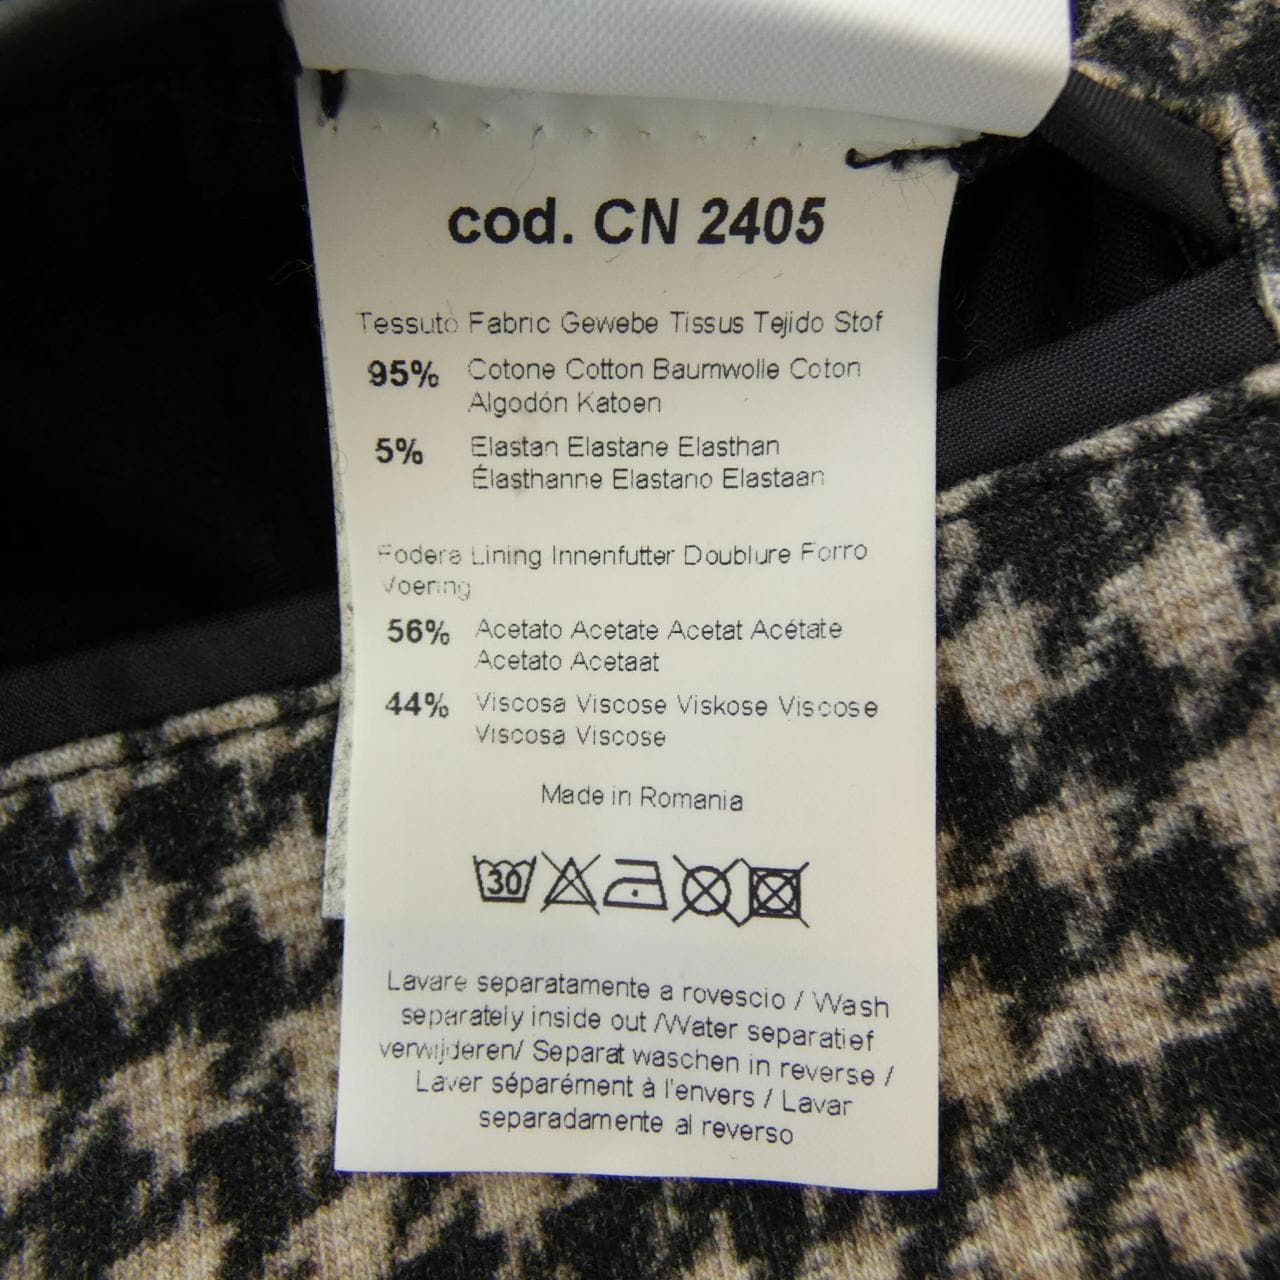 cod. CN 2405
Tessuto Fabric Gewebe Tissus Tejido Stof
95% Cotone Cotton Baumwolle Coton
Algodón Katoen
5% Elastan Elastane Elasthan
Élasthanne Elastano Elastaan
Fodera Lining Innenfutter Doublure Forro
Voering
56% Acetato Acetate Acetat Acétate
Acetato Acetaat
44% Viscosa Viscose Viskose Viscose
Viscosa Viscose
Made in Romania
30
Lavare separatamente a rovescio / Wash
separately inside out /Water separatief
verwijderen/ Separat waschen in reverse /
Laver séparément à l'envers / Lavar
separadamente al reverso